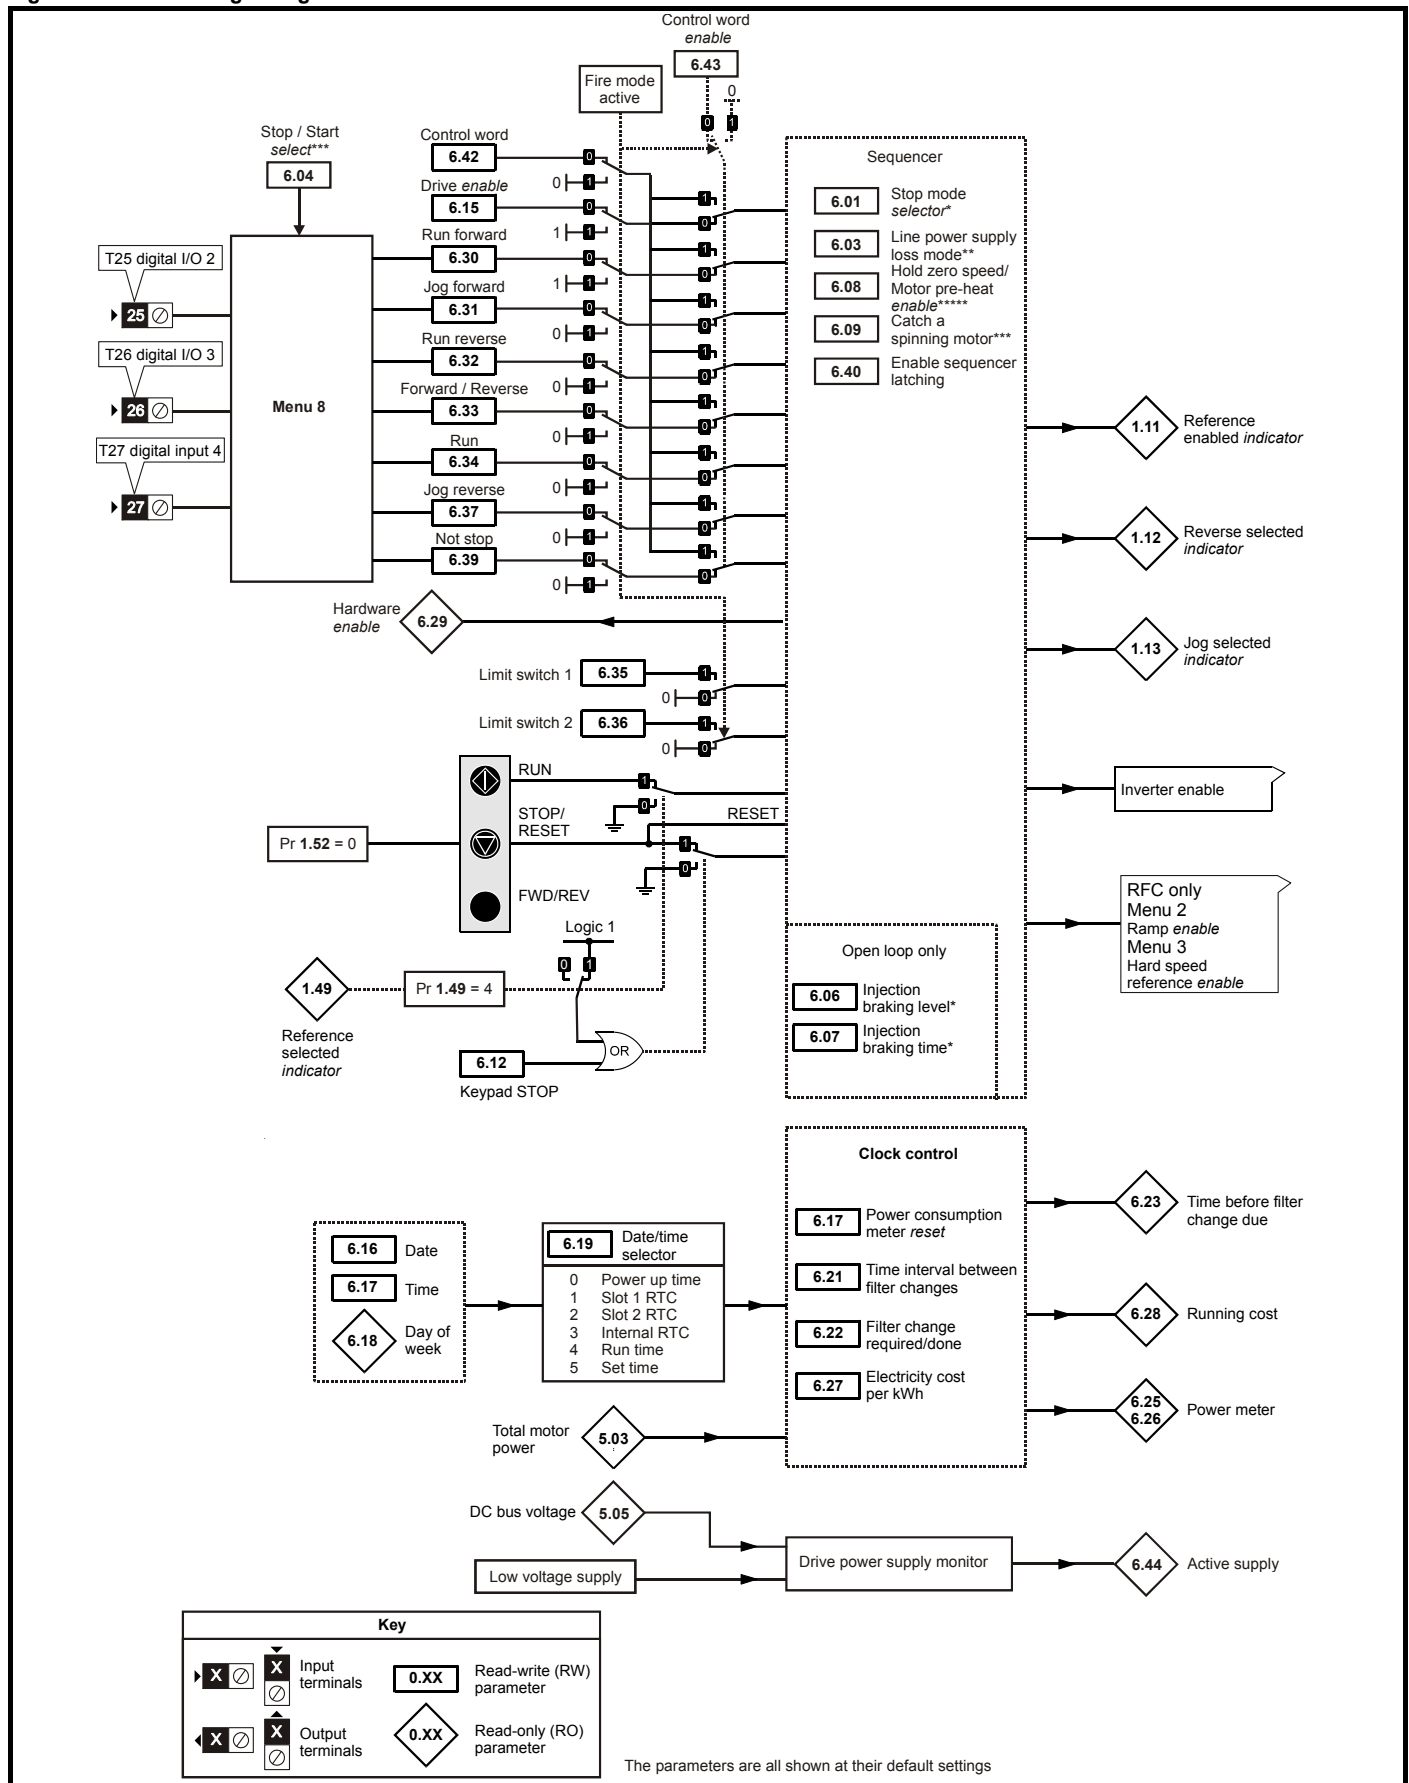 Control word
enable
6.43
0
0
1
Fire mode
active
Stop / Start
select***
6.04
Control word
6.42
0
0
1
Drive enable
6.15
0
1
1
Run forward
6.30
0
1
1
Jog forward
6.31
0
0
1
Run reverse
6.32
0
0
1
Forward / Reverse
6.33
0
0
1
Run
6.34
0
0
1
Jog reverse
6.37
0
0
1
Not stop
6.39
0
0
1
1
0
1
0
1
0
1
0
1
0
1
0
1
0
1
0
T25 digital I/O 2
25
T26 digital I/O 3
26
T27 digital input 4
27
Menu 8
Sequencer
6.01 Stop mode
selector*
6.03 Line power supply
loss mode**
6.08 Hold zero speed/
Motor pre-heat
enable*****
6.09 Catch a
spinning motor***
6.40 Enable sequencer
latching
1.11 Reference
enabled indicator
1.12 Reverse selected
indicator
1.13 Jog selected
indicator
Hardware
enable
6.29
Limit switch 1 6.35 1
0 0
Limit switch 2 6.36 1
0 0
RUN
1
0
STOP/
RESET
RESET
1
0
FWD/REV
Pr 1.52 = 0
Inverter enable
RFC only
Menu 2
Ramp enable
Menu 3
Hard speed
reference enable
Logic 1
0 1
1.49
Pr 1.49 = 4
Reference
selected
indicator
OR
6.12
Keypad STOP
Open loop only
6.06 Injection
braking level*
6.07 Injection
braking time*
Clock control
6.17 Power consumption
meter reset
6.21 Time interval between
filter changes
6.22 Filter change
required/done
6.27 Electricity cost
per kWh
6.16 Date
6.17 Time
6.18 Day of
week
6.19 Date/time
selector
0 Power up time
1 Slot 1 RTC
2 Slot 2 RTC
3 Internal RTC
4 Run time
5 Set time
6.23 Time before filter
change due
6.28 Running cost
6.25
6.26 Power meter
Total motor
power
5.03
DC bus voltage 5.05
Low voltage supply
Drive power supply monitor
6.44 Active supply
Key
X
X
Input
terminals
0.XX
Read-write (RW)
parameter
X
X
Output
terminals
0.XX
Read-only (RO)
parameter
The parameters are all shown at their default settings